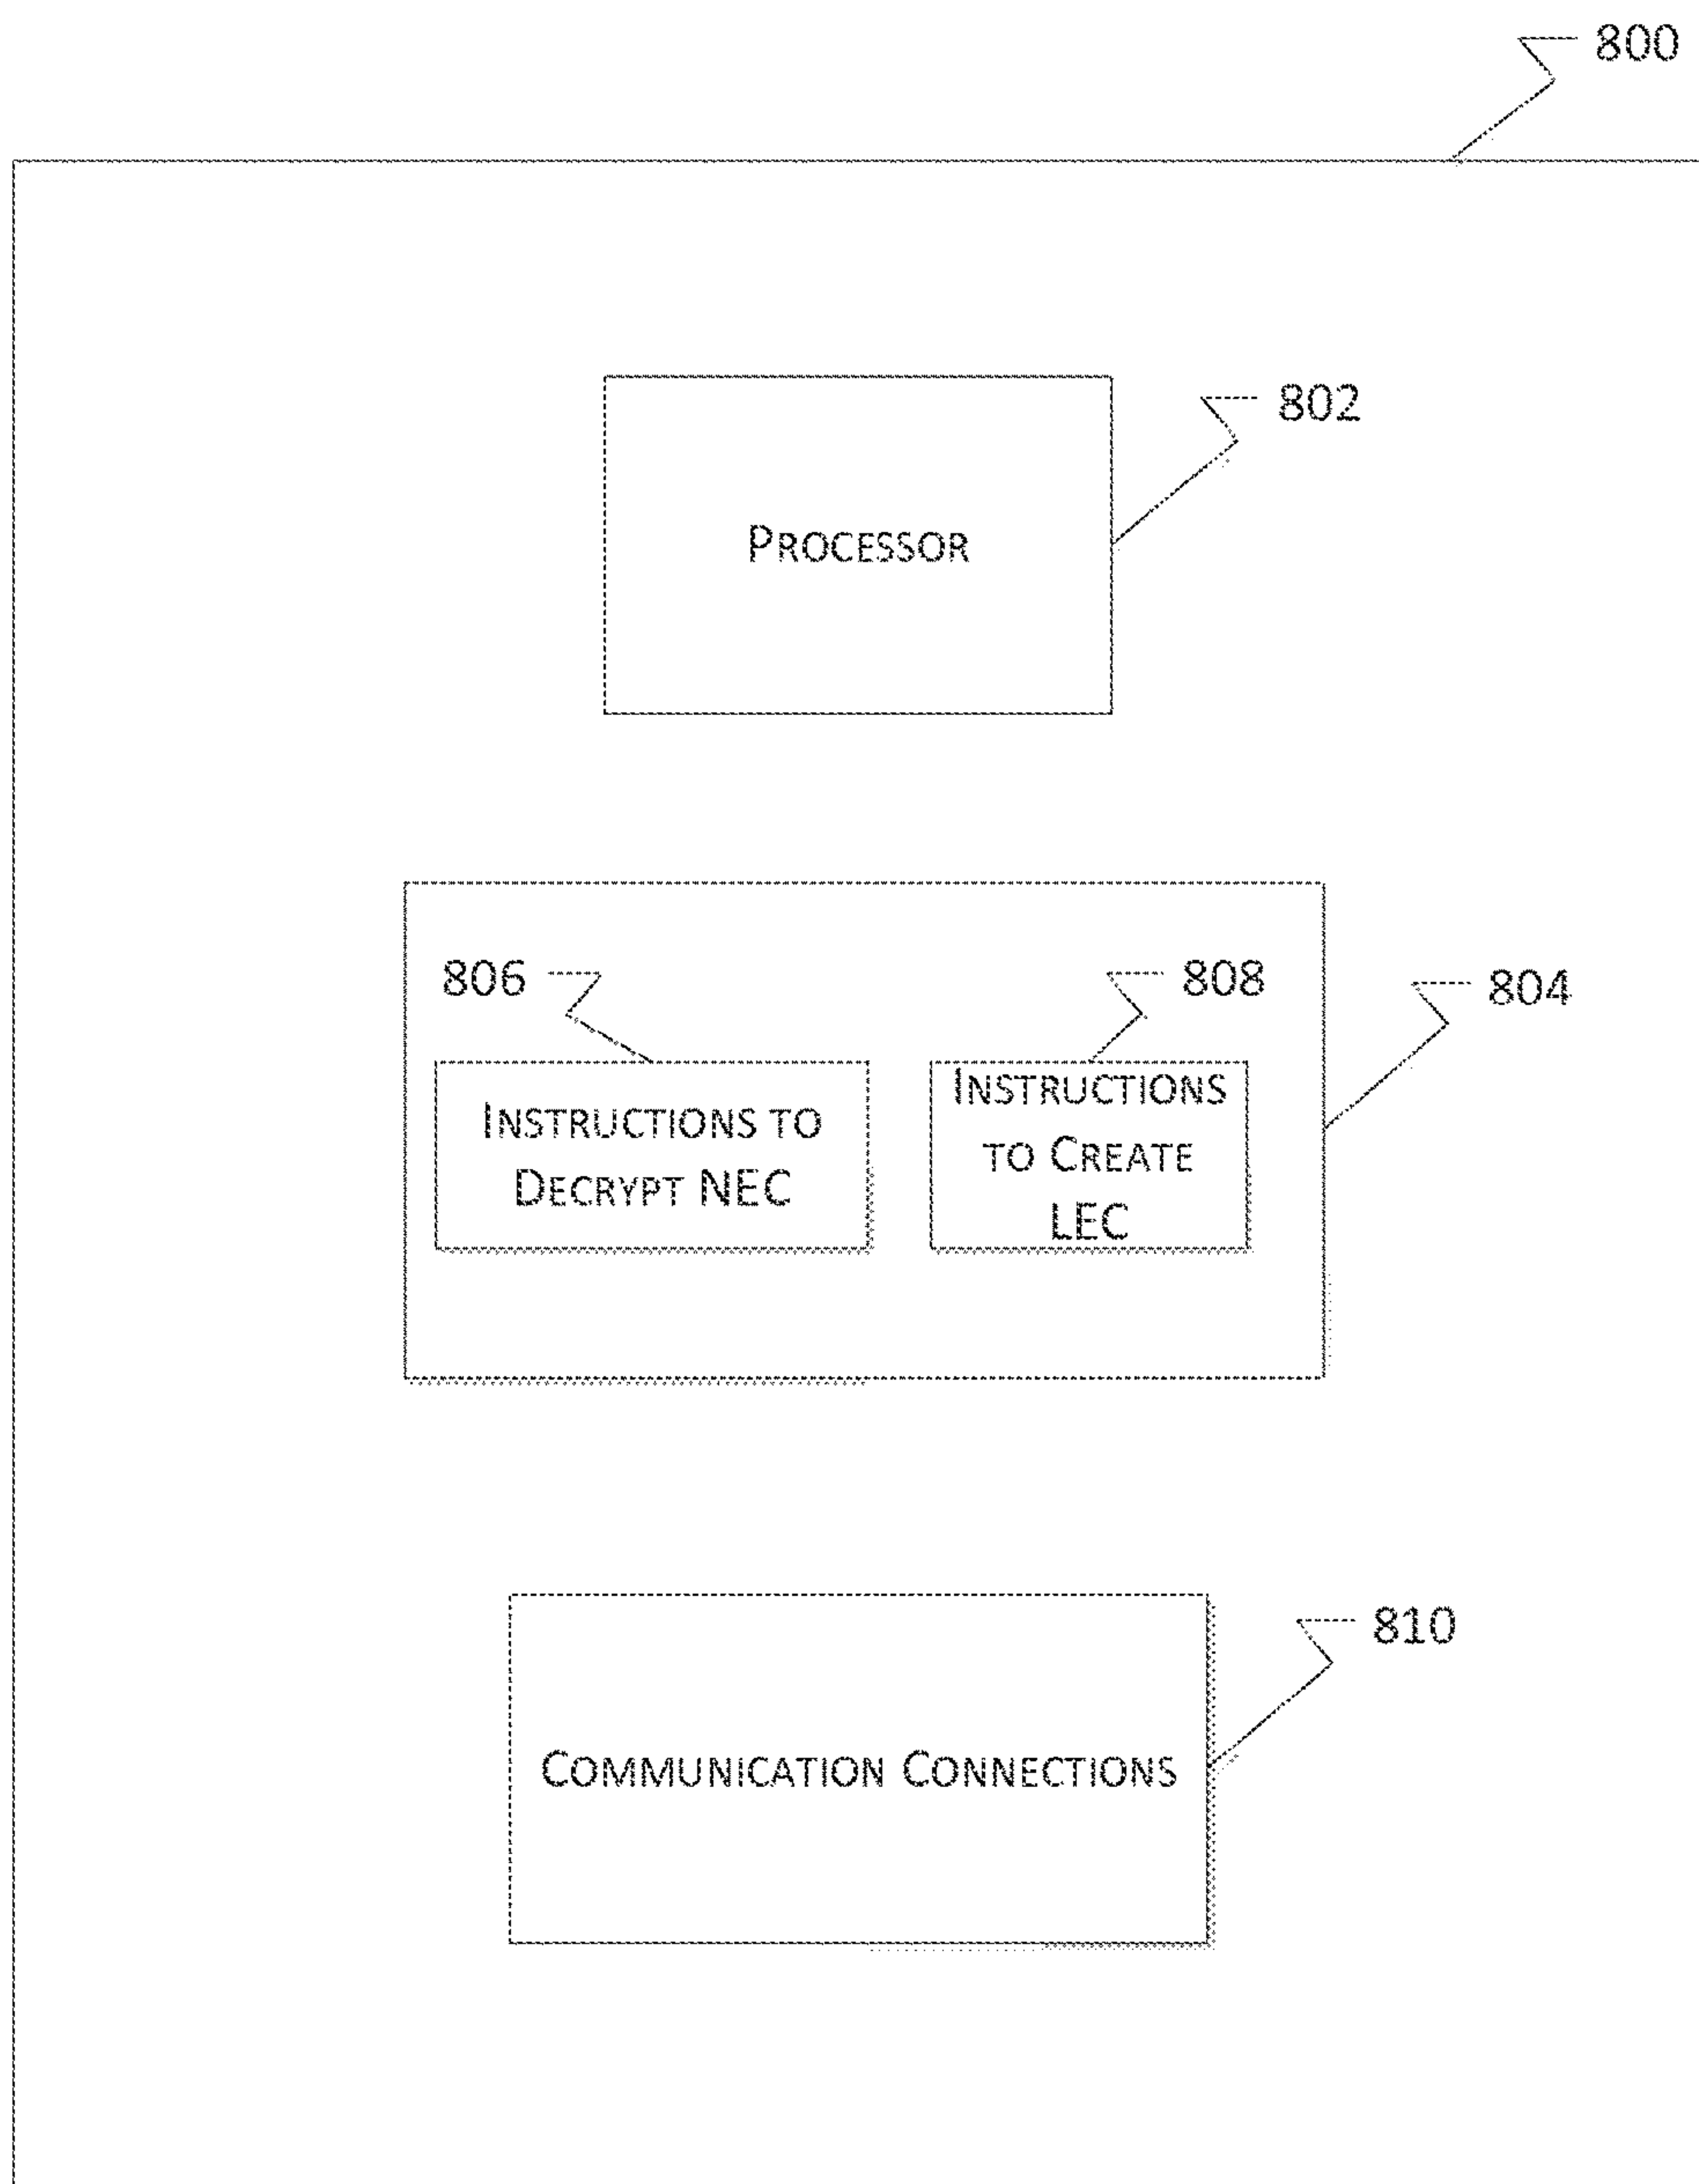 800
802
PROCESSOR
806
808
804
INSTRUCTIONS TO
DECRYPT NEC
INSTRUCTIONS
TO CREATE
LEC
810
COMMUNICATION CONNECTIONS